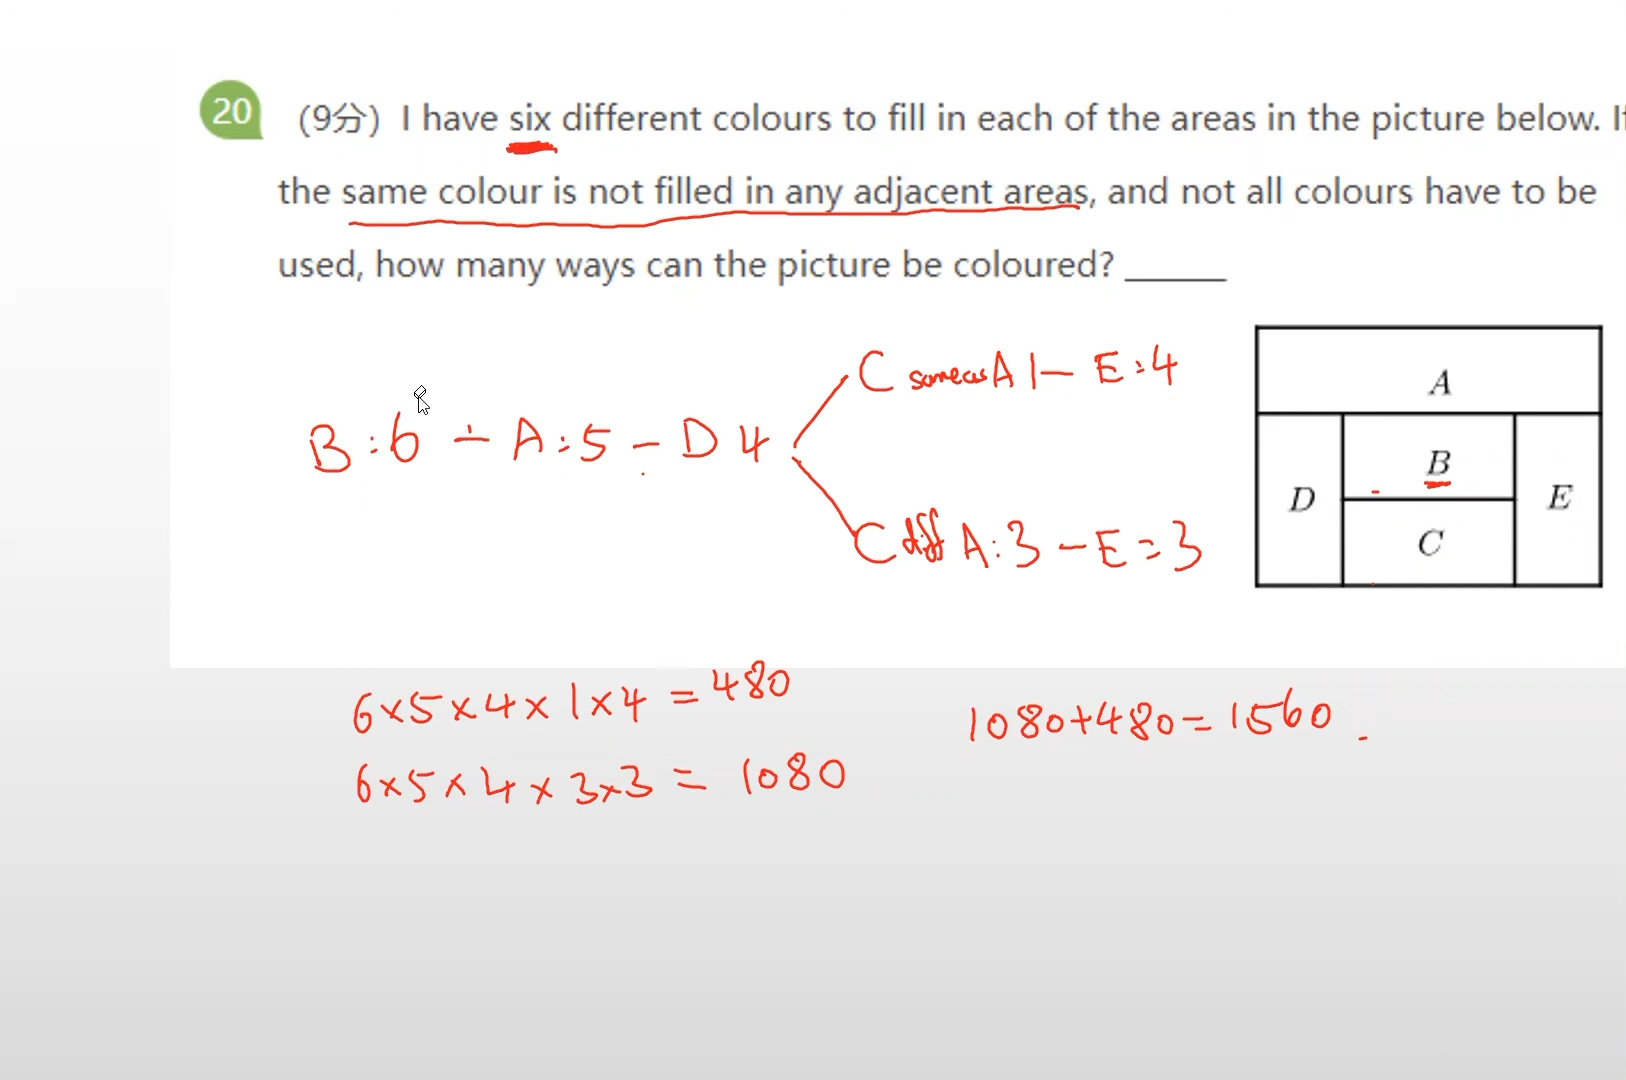 20 (9分) I have six different colours to fill in each of the areas in the picture below. If
the same colour is not filled in any adjacent areas, and not all colours have to be
used, how many ways can the picture be coloured? ______
C same as A 1 — E:4
B:6 — A:5 — D 4
C diff A:3 — E=3
A
B
D
E
C
6×5×4×1×4 = 480
1080+480=1560.
6×5×4×3×3 = 1080